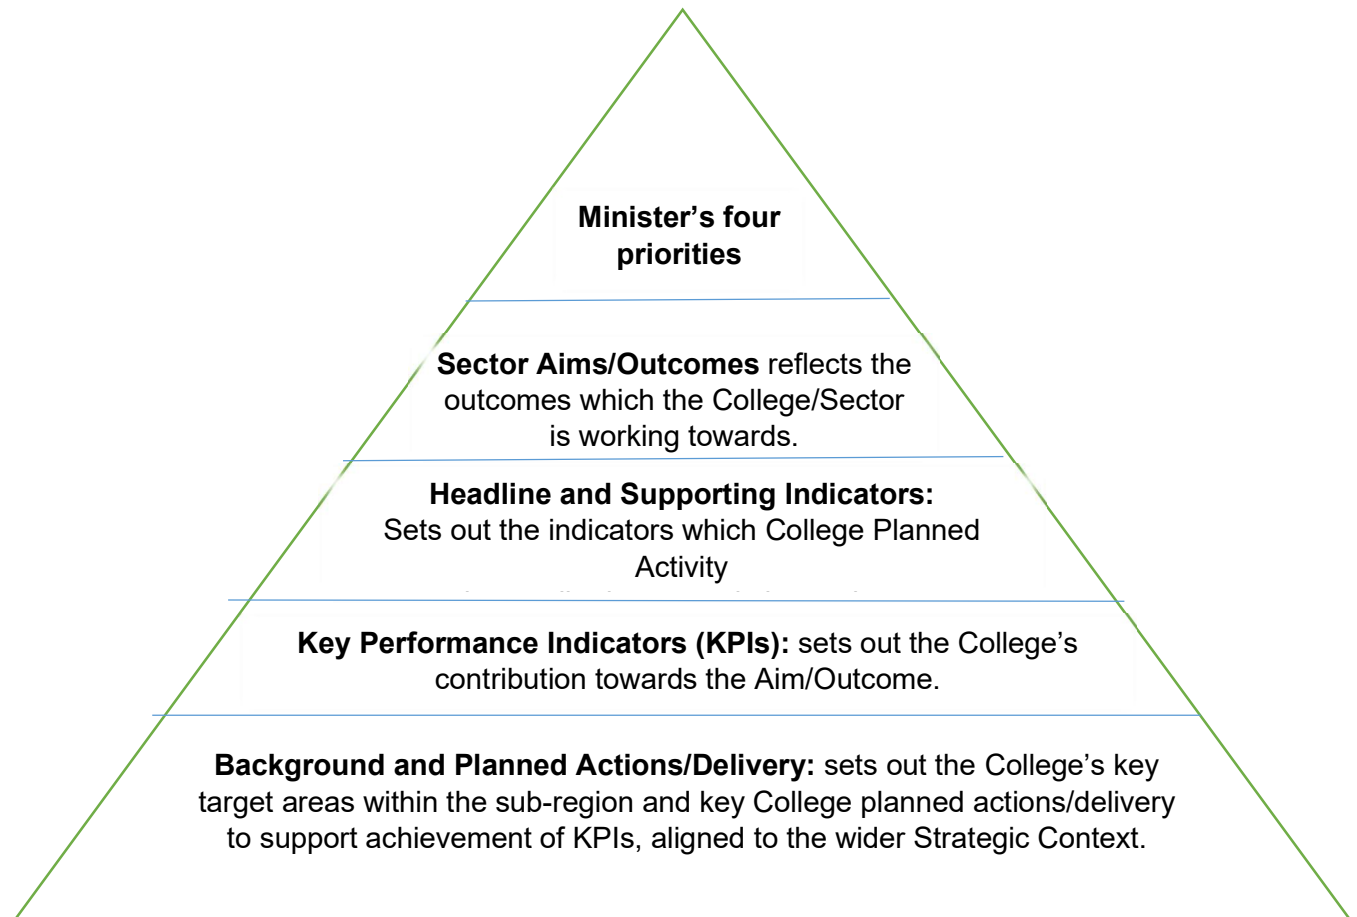 Minister’s four
priorities
Sector Aims/Outcomes reflects the
outcomes which the College/Sector
is working towards.
Headline and Supporting Indicators:
Sets out the indicators which College Planned
Activity
Key Performance Indicators (KPIs): sets out the College’s
contribution towards the Aim/Outcome.
Background and Planned Actions/Delivery: sets out the College’s key
target areas within the sub-region and key College planned actions/delivery
to support achievement of KPIs, aligned to the wider Strategic Context.